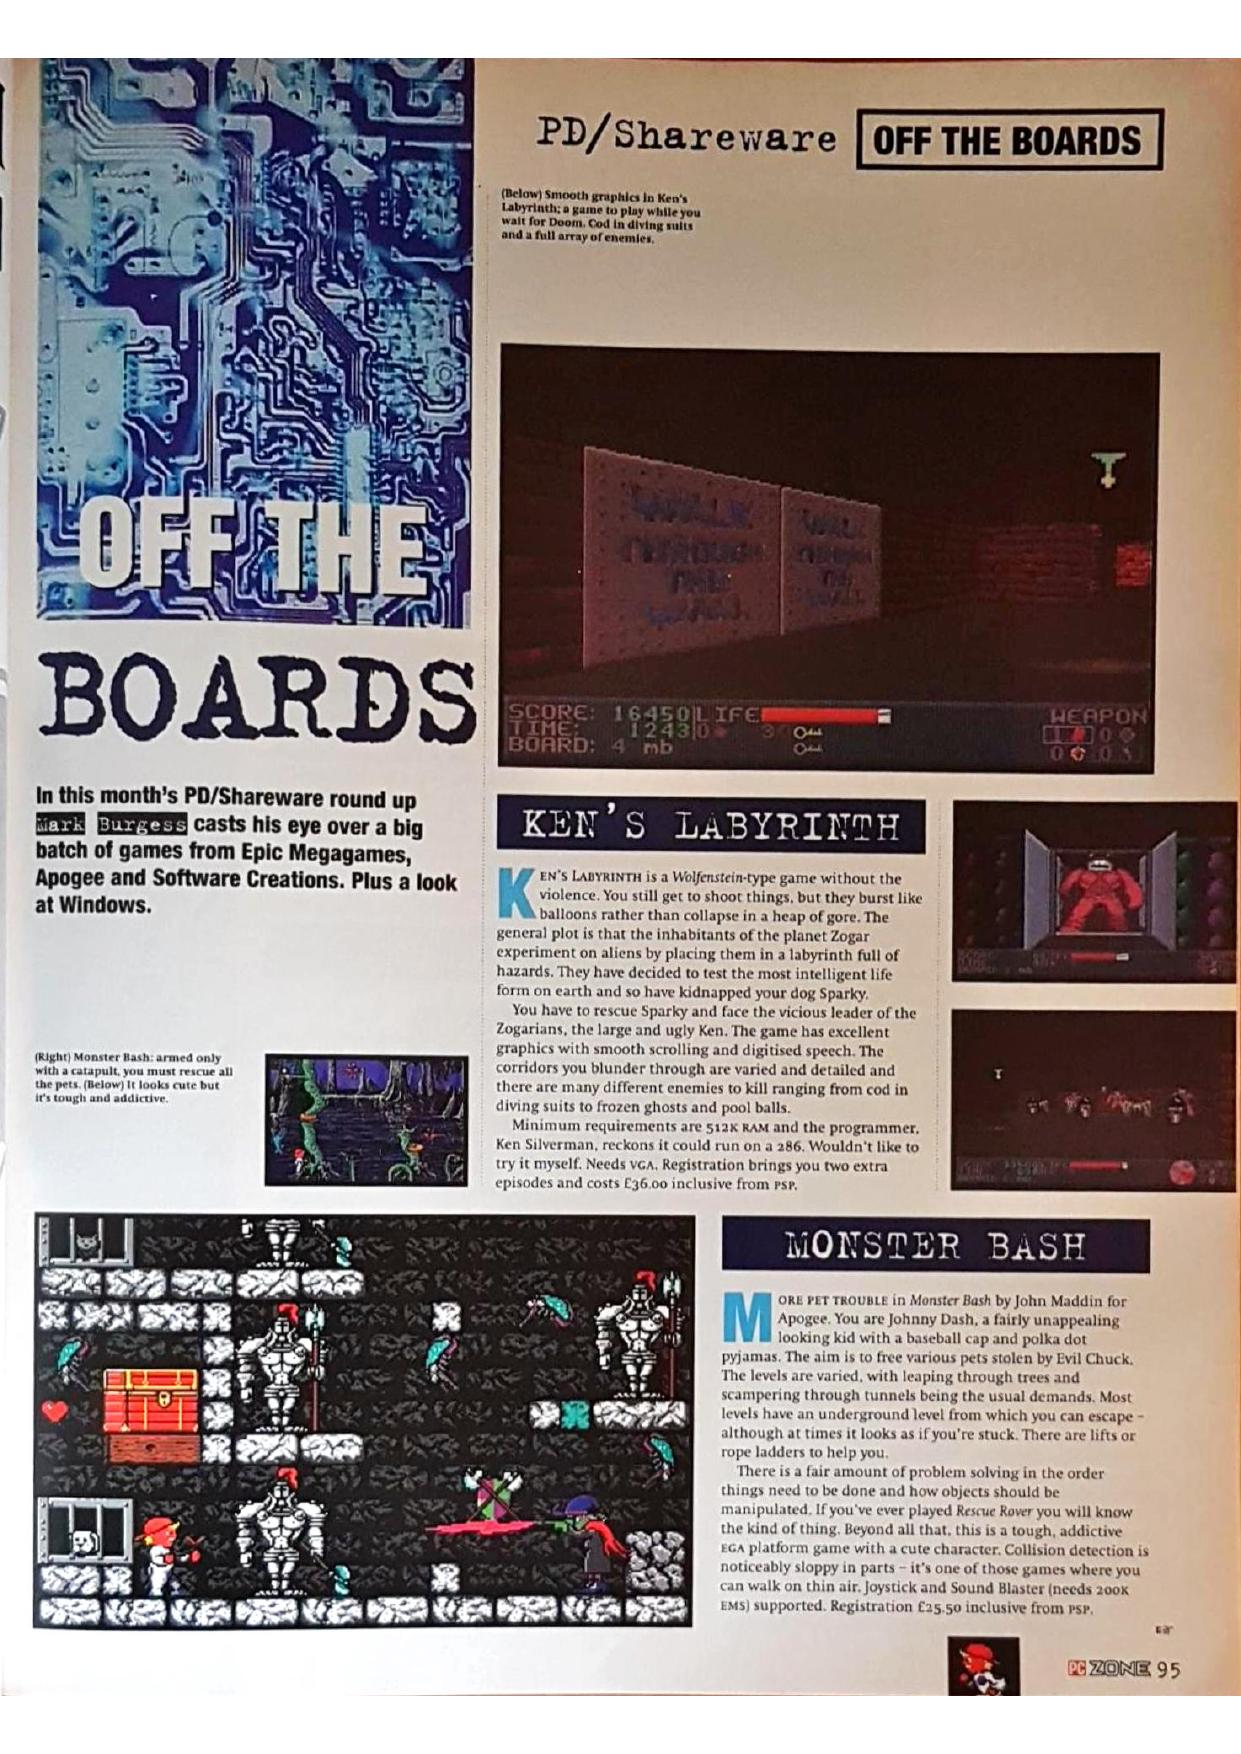 PD/Shareware OFF THE BOARDS
(Below) Smooth graphics in Ken's
Labyrinth; a game to play while you
wait for Doom. Cod in diving suits
and a full array of enemies.
OFF THE
BOARDS
In this month's PD/Shareware round up
Mark Burgess casts his eye over a big
batch of games from Epic Megagames,
Apogee and Software Creations. Plus a look
at Windows.
(Right) Monster Bash: armed only
with a catapult, you must rescue all
the pets. (Below) It looks cute but
it's tough and addictive.
WALK
THROUGH
THIS
WALL
WALL
SCORE: 16450 LIFE
TIME: 1243
BOARD: 4 mb
WEAPON
KEN'S LABYRINTH
KEN'S LABYRINTH is a Wolfenstein-type game without the
violence. You still get to shoot things, but they burst like
balloons rather than collapse in a heap of gore. The
general plot is that the inhabitants of the planet Zogar
experiment on aliens by placing them in a labyrinth full of
hazards. They have decided to test the most intelligent life
form on earth and so have kidnapped your dog Sparky.
You have to rescue Sparky and face the vicious leader of the
Zogarians, the large and ugly Ken. The game has excellent
graphics with smooth scrolling and digitised speech. The
corridors you blunder through are varied and detailed and
there are many different enemies to kill ranging from cod in
diving suits to frozen ghosts and pool balls.
Minimum requirements are 512K RAM and the programmer,
Ken Silverman, reckons it could run on a 286. Wouldn't like to
try it myself. Needs VGA. Registration brings you two extra
episodes and costs £36.00 inclusive from PSP.
MONSTER BASH
MORE PET TROUBLE in Monster Bash by John Maddin for
Apogee. You are Johnny Dash, a fairly unappealing
looking kid with a baseball cap and polka dot
pyjamas. The aim is to free various pets stolen by Evil Chuck.
The levels are varied, with leaping through trees and
scampering through tunnels being the usual demands. Most
levels have an underground level from which you can escape –
although at times it looks as if you're stuck. There are lifts or
rope ladders to help you.
There is a fair amount of problem solving in the order
things need to be done and how objects should be
manipulated. If you've ever played Rescue Rover you will know
the kind of thing. Beyond all that, this is a tough, addictive
EGA platform game with a cute character. Collision detection is
noticeably sloppy in parts – it's one of those games where you
can walk on thin air. Joystick and Sound Blaster (needs 200K
EMS) supported. Registration £25.50 inclusive from PSP.
PC ZONE 95